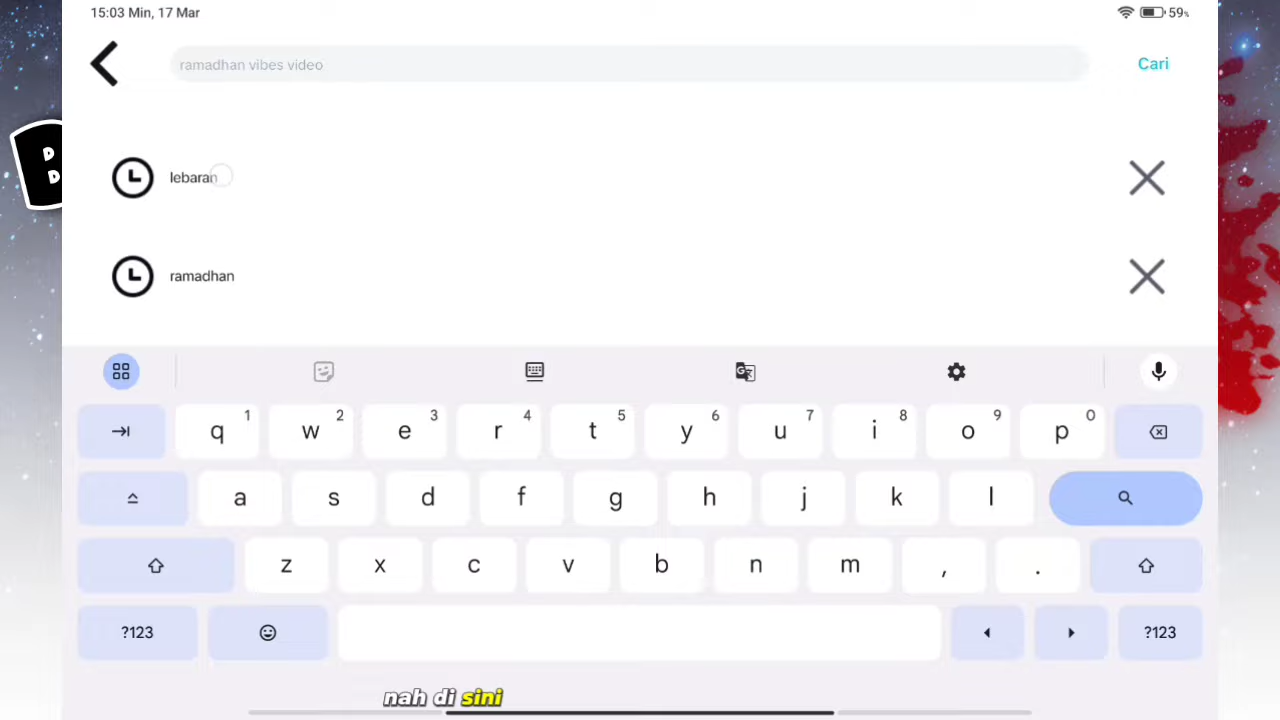 15:03 Min, 17 Mar
59%
ramadhan vibes video
Cari
D
D
lebaran
ramadhan
q 1 w 2 e 3 r 4 t 5 y 6 u 7 i 8 o 9 p 0
a s d f g h j k l
z x c v b n m , .
?123 ?123
nah di sini